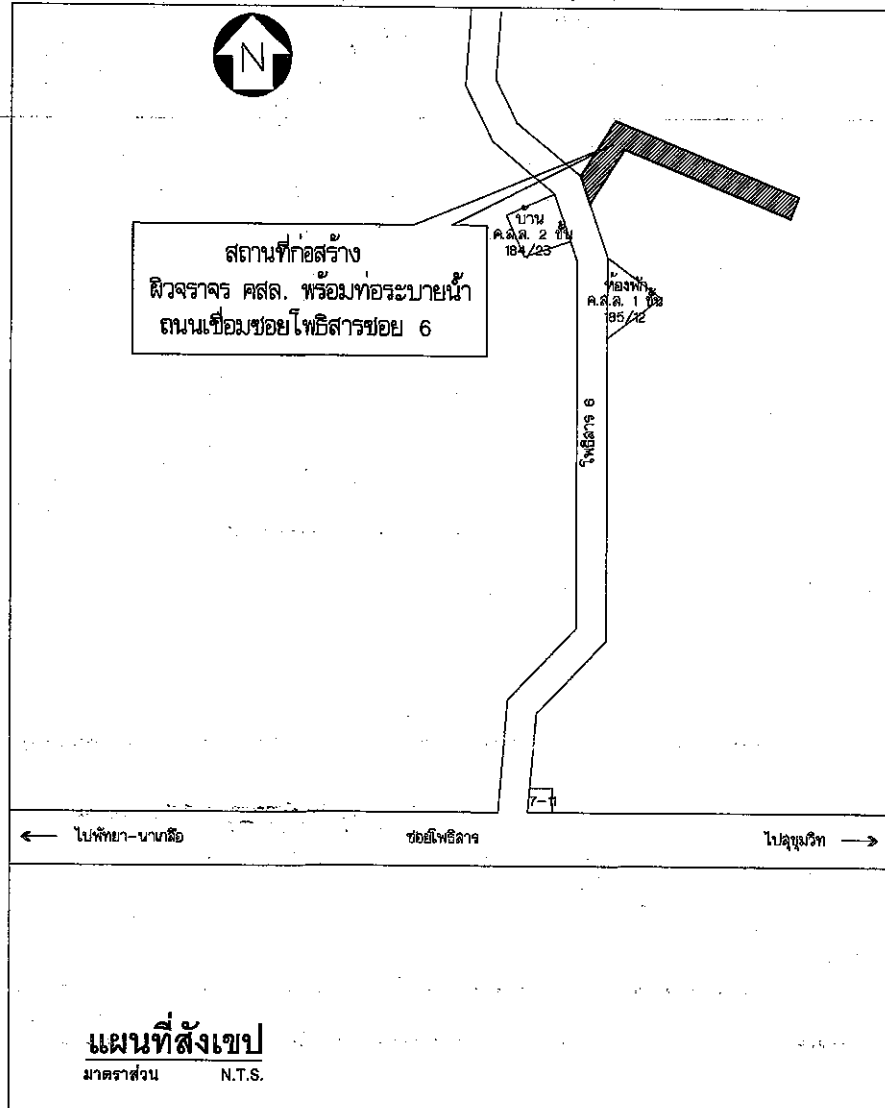 N
บ้าน
ค.ส.ล. 2 ชั้น
184/23
สถานที่ก่อสร้าง
ผิวจราจร คสล. พร้อมท่อระบายน้ำ
ถนนเชื่อมซอยโพธิสารซอย 6
ห้องพัก
ค.ส.ล. 1 ชั้น
185/12
โพธิสาร 6
7-11
← ไปพัทยา-นาเกลือ
ซอยโพธิสาร
ไปสุขุมวิท →
แผนที่สังเขป
มาตราส่วน N.T.S.